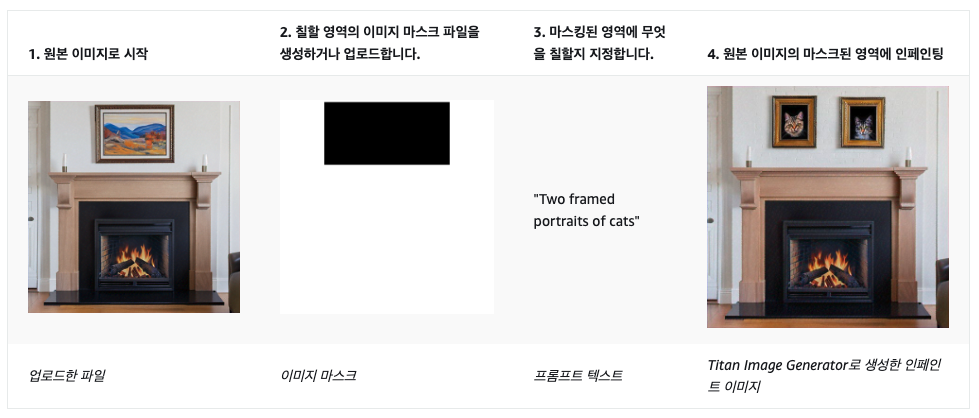 1. 원본 이미지로 시작
2. 칠할 영역의 이미지 마스크 파일을
생성하거나 업로드합니다.
3. 마스킹된 영역에 무엇
을 칠할지 지정합니다.
4. 원본 이미지의 마스크된 영역에 인페인팅
"Two framed
portraits of cats"
업로드한 파일
이미지 마스크
프롬프트 텍스트
Titan Image Generator로 생성한 인페인
트 이미지